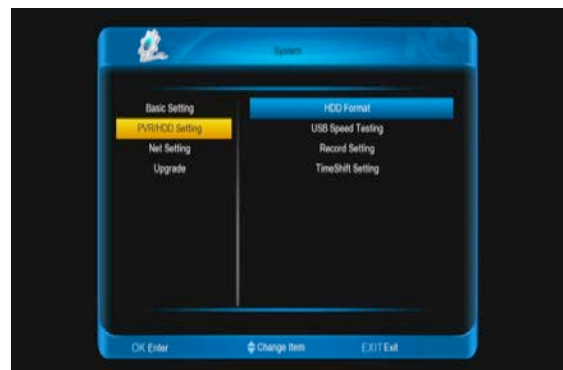 System
Basic Setting
PVR/HDD Setting
Net Setting
Upgrade
HDD Format
USB Speed Testing
Record Setting
TimeShift Setting
OK Enter
Change Item
EXIT Exit